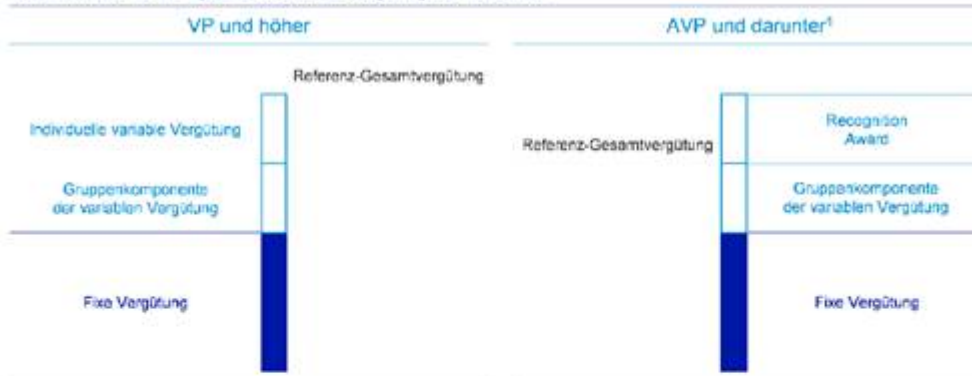 VP und höher
AVP und darunter¹
Referenz-Gesamtvergütung
Individuelle variable Vergütung
Gruppenkomponente
der variablen Vergütung
Fixe Vergütung
Referenz-Gesamtvergütung
Recognition
Award
Gruppenkomponente
der variablen Vergütung
Fixe Vergütung